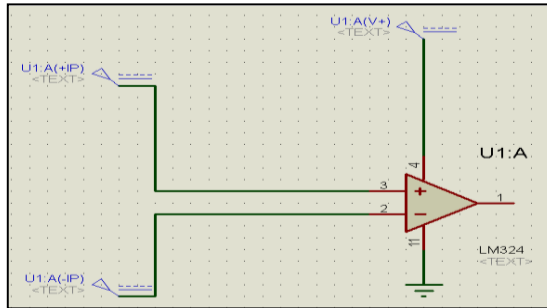 U1:A(V+)
<TEXT>
U1:A(+IP)
<TEXT>
4
U1:A
3
2
1
11
LM324
<TEXT>
U1:A(-IP)
<TEXT>